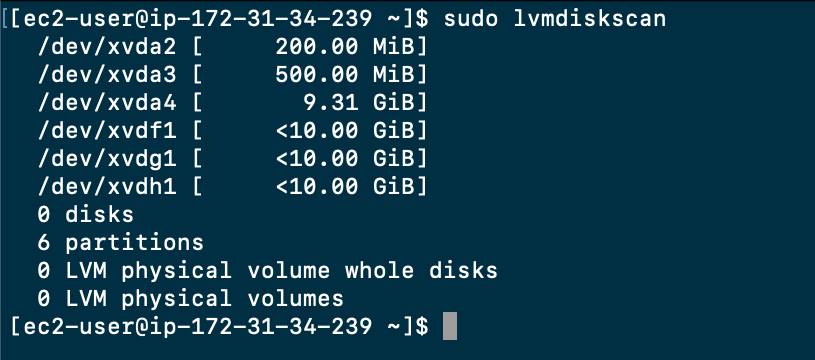 [[ec2-user@ip-172-31-34-239 ~]$ sudo lvmdiskscan
  /dev/xvda2 [     200.00 MiB]
  /dev/xvda3 [     500.00 MiB]
  /dev/xvda4 [       9.31 GiB]
  /dev/xvdf1 [     <10.00 GiB]
  /dev/xvdg1 [     <10.00 GiB]
  /dev/xvdh1 [     <10.00 GiB]
  0 disks
  6 partitions
  0 LVM physical volume whole disks
  0 LVM physical volumes
[ec2-user@ip-172-31-34-239 ~]$